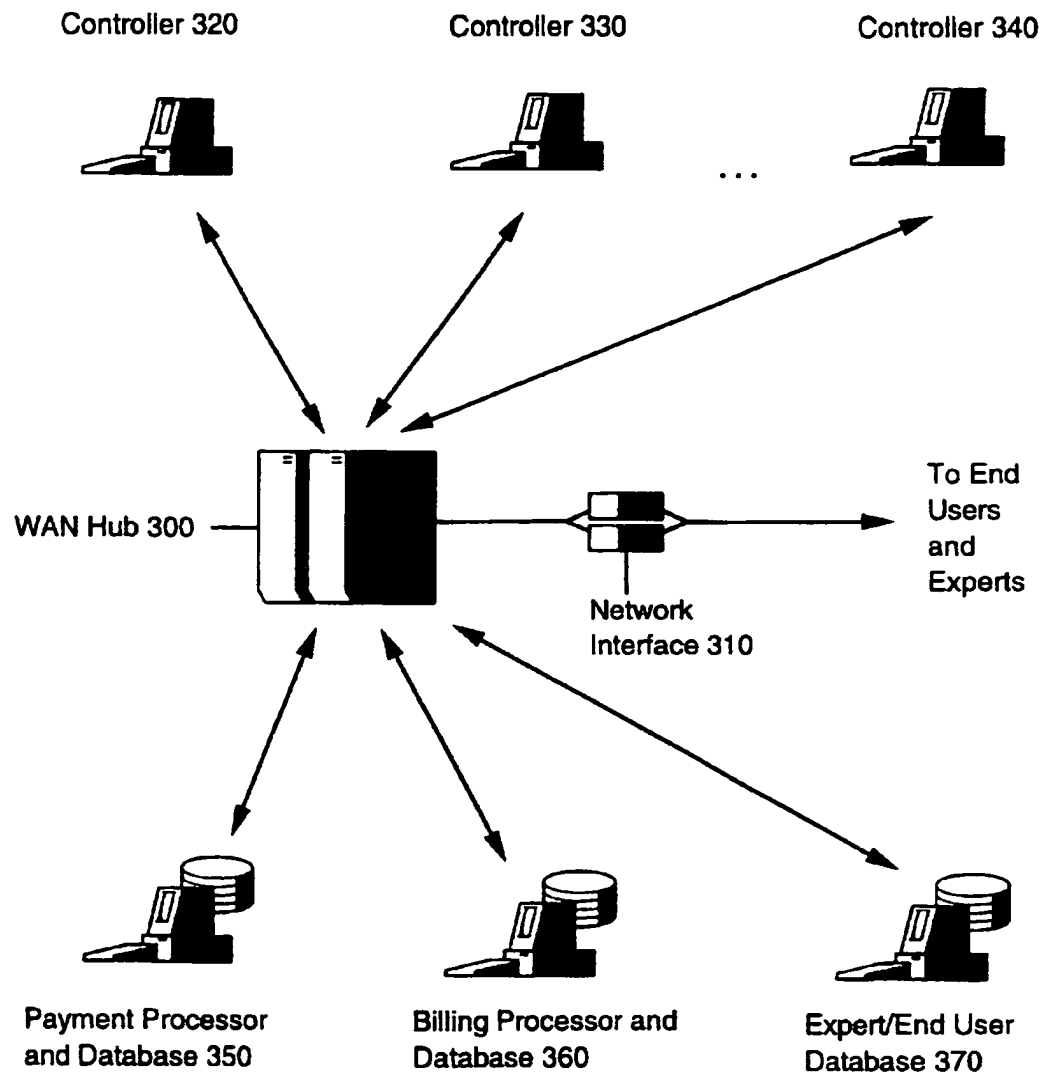 Controller 320
Controller 330
Controller 340
...
WAN Hub 300
To End
Users
and
Experts
Network
Interface 310
Payment Processor
and Database 350
Billing Processor and
Database 360
Expert/End User
Database 370